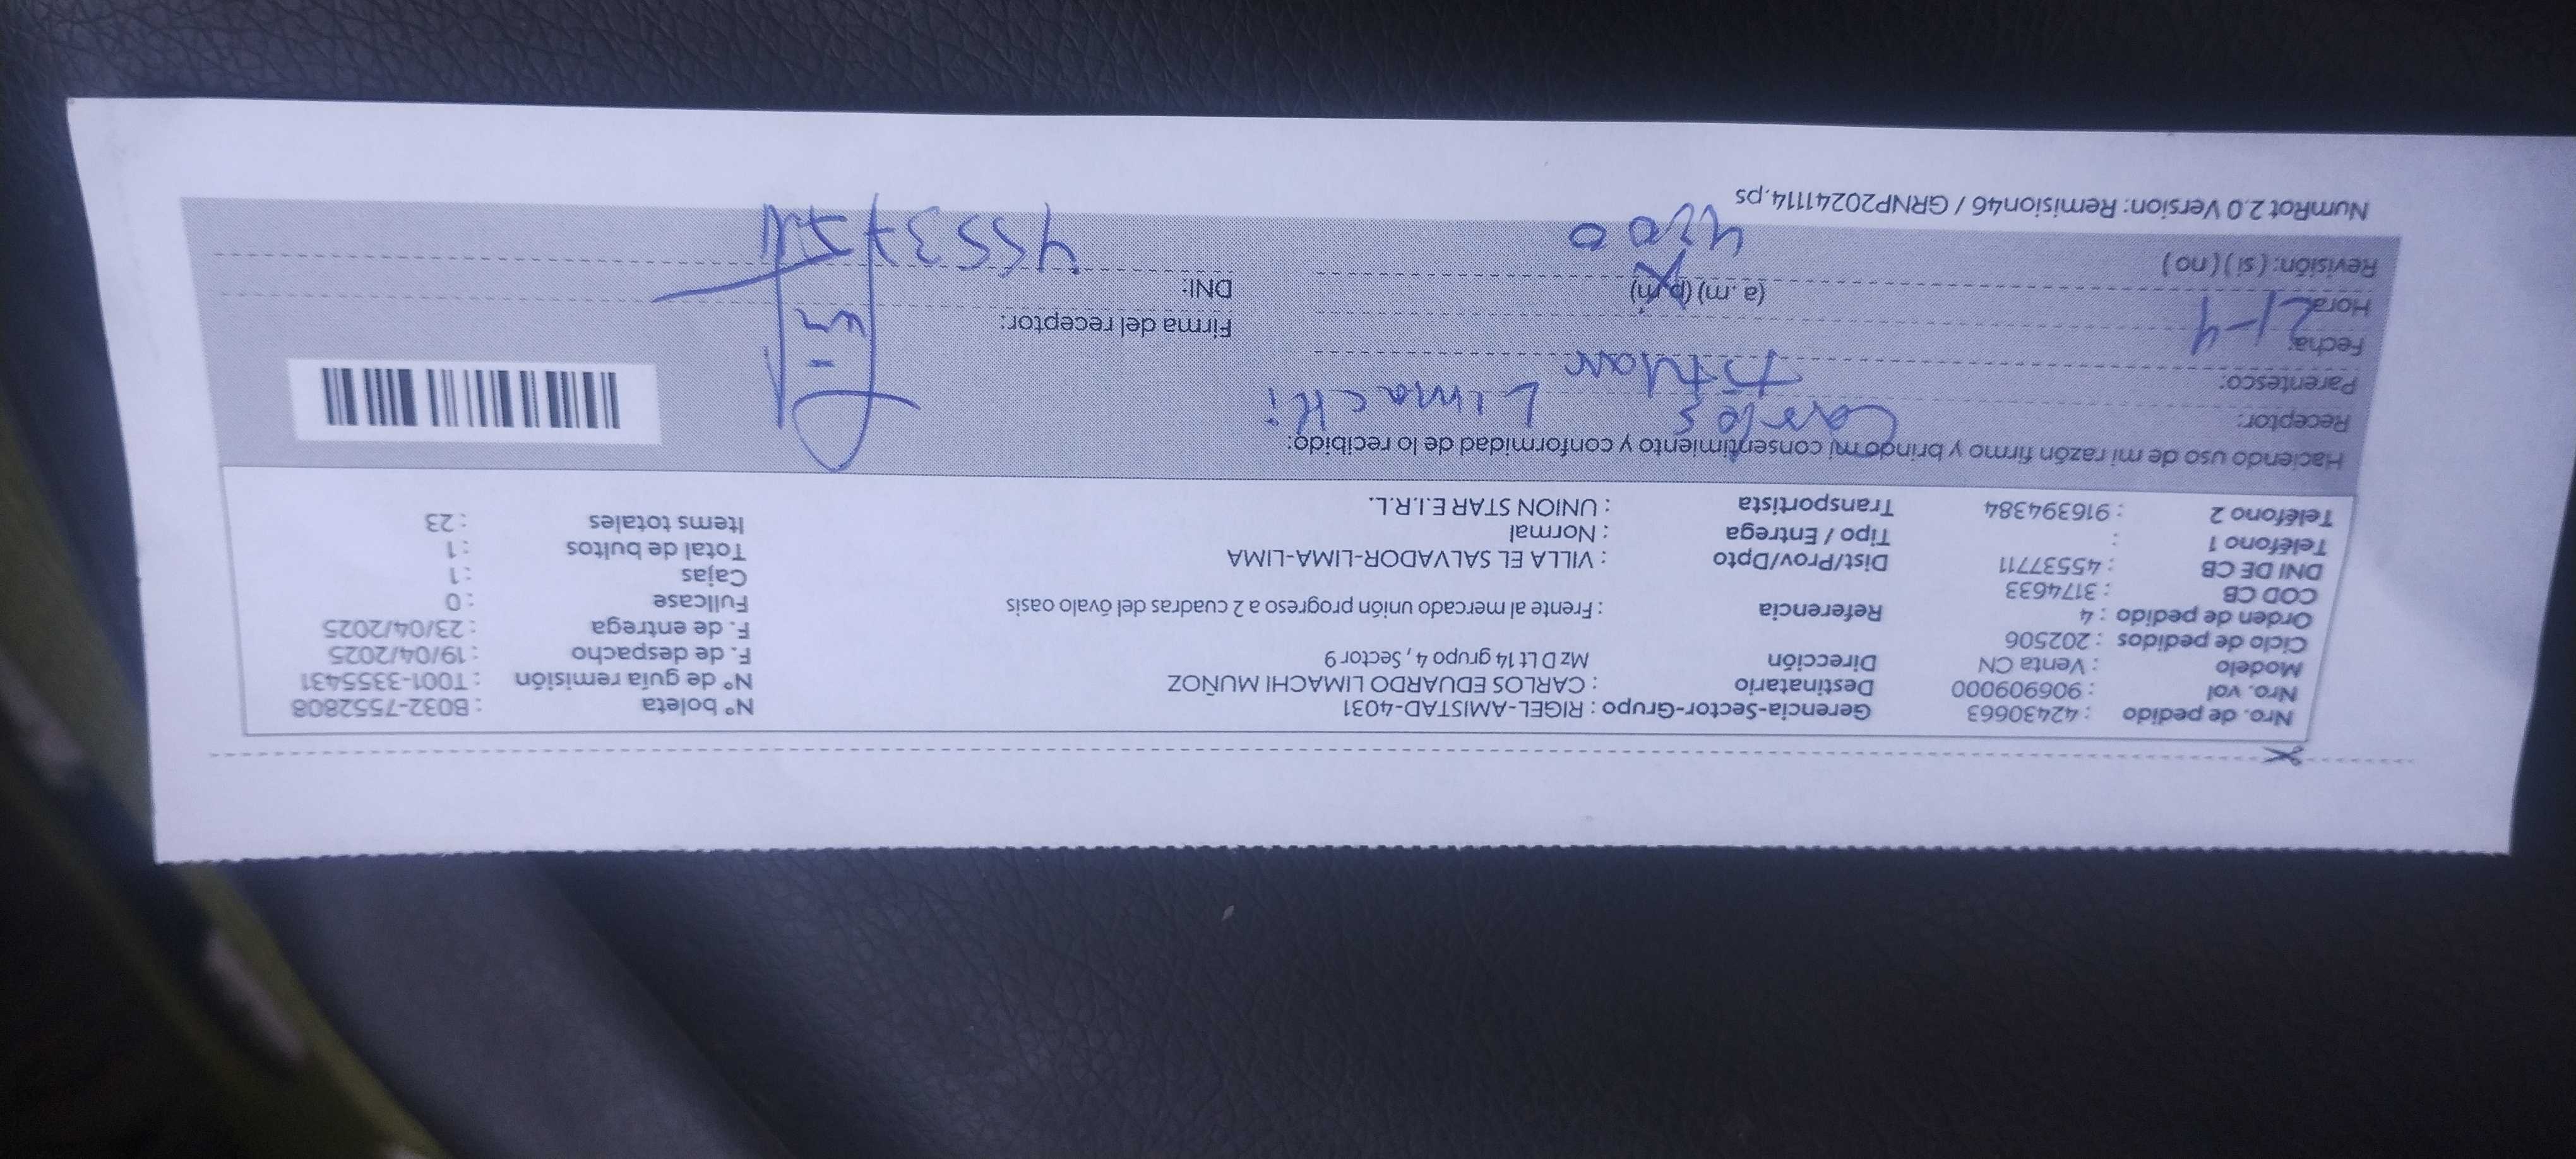 Nro. de pedido : 42430663 Gerencia-Sector-Grupo : RIGEL-AMISTAD-4031 N° boleta : B032-7552808
Nro. vol : 906909000 Destinatario : CARLOS EDUARDO LIMACHI MUÑOZ N° de guía remisión : T001-3355431
Modelo : Venta CN Dirección Mz D Lt 14 grupo 4 , Sector 9 F. de despacho : 19/04/2025
Ciclo de pedidos : 202506 F. de entrega : 23/04/2025
Orden de pedido : 4 Referencia : Frente al mercado unión progreso a 2 cuadras del óvalo oasis Fullcase : 0
COD CB : 3174633 Cajas : 1
DNI DE CB : 45537711 Dist/Prov/Dpto : VILLA EL SALVADOR-LIMA-LIMA Total de bultos : 1
Teléfono 1 : Tipo / Entrega : Normal Items totales : 23
Teléfono 2 : 916394384 Transportista : UNION STAR E.I.R.L.
Haciendo uso de mi razón firmo y brindo mi consentimiento y conformidad de lo recibido:
Receptor: Carlos Limachi
Parentesco: titular
Fecha: 21-4 Firma del receptor:
Hora: (a. m) (p. m) DNI:
Revisión: ( si ) ( no )
NumRot 2.0 Version: Remision46 / GRNP20241114.ps